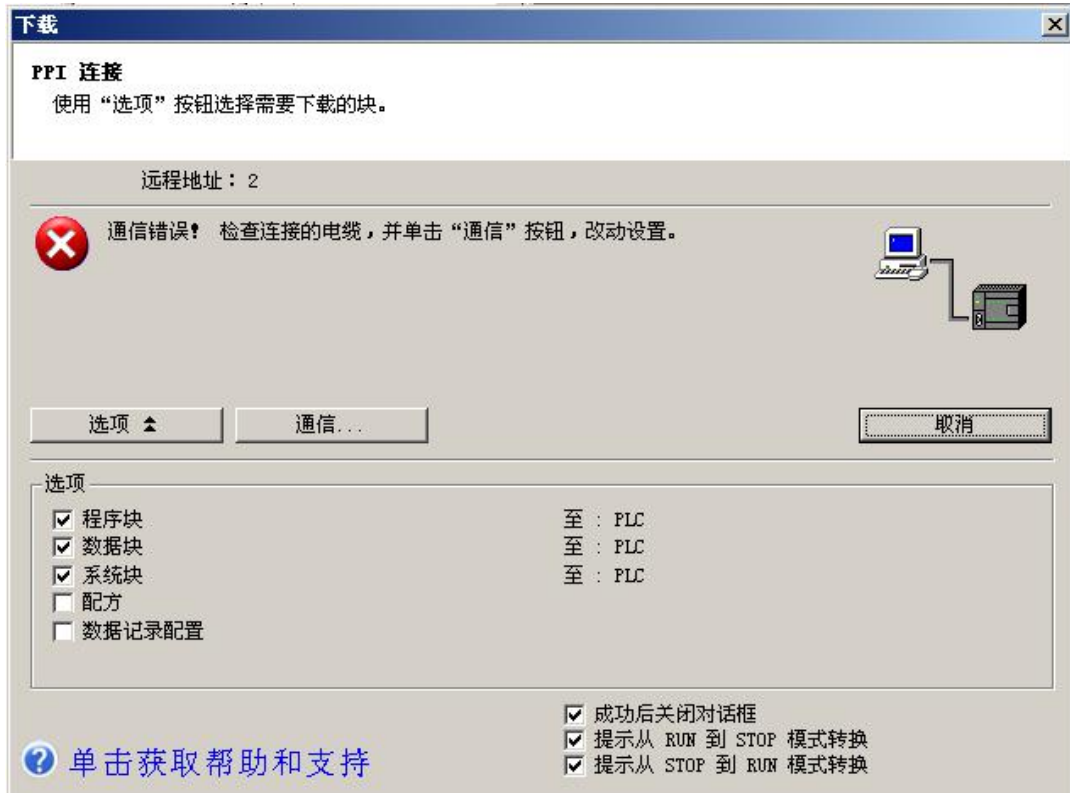 下载
PPI 连接
使用“选项”按钮选择需要下载的块。
远程地址: 2
通信错误! 检查连接的电缆,并单击“通信”按钮,改动设置。
选项
通信...
取消
选项
程序块 至 : PLC
数据块 至 : PLC
系统块 至 : PLC
配方
数据记录配置
成功后关闭对话框
提示从 RUN 到 STOP 模式转换
提示从 STOP 到 RUN 模式转换
单击获取帮助和支持